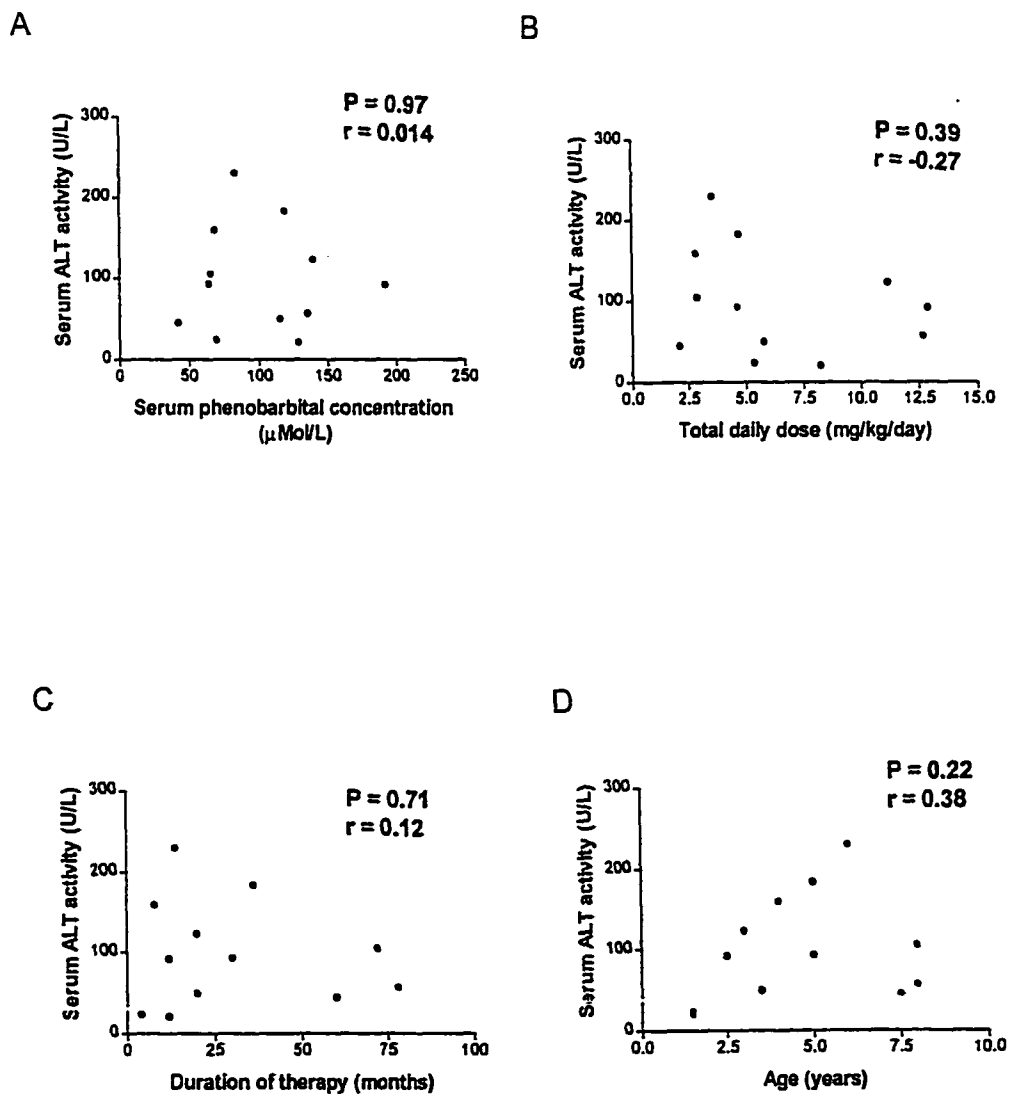 A
P = 0.97
r = 0.014
300
200
100
0
Serum ALT activity (U/L)
0 50 100 150 200 250
Serum phenobarbital concentration
(µMol/L)
B
P = 0.39
r = -0.27
300
200
100
0
Serum ALT activity (U/L)
0.0 2.5 5.0 7.5 10.0 12.5 15.0
Total daily dose (mg/kg/day)
C
P = 0.71
r = 0.12
300
200
100
0
Serum ALT activity (U/L)
0 25 50 75 100
Duration of therapy (months)
D
P = 0.22
r = 0.38
300
200
100
0
Serum ALT activity (U/L)
0.0 2.5 5.0 7.5 10.0
Age (years)